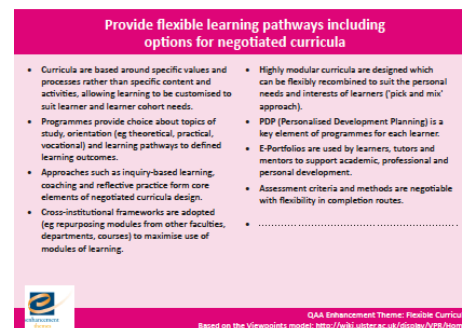 Provide flexible learning pathways including
options for negotiated curricula
• Curricula are based around specific values and
processes rather than specific content and
activities, allowing learning to be customised to
suit learner and learner cohort needs.
• Programmes provide choice about topics of
study, orientation (eg theoretical, practical,
vocational) and learning pathways to defined
learning outcomes.
• Approaches such as inquiry-based learning,
coaching and reflective practice form core
elements of negotiated curricula design.
• Cross-institutional frameworks are adopted
(eg repurposing modules from other faculties,
departments, courses) to maximise use of
modules of learning.
• Highly modular curricula are designed which
can be flexibly recombined to suit the personal
needs and interests of learners ('pick and mix'
approach).
• PDP (Personalised Development Planning) is a
key element of programmes for each learner.
• E-Portfolios are used by learners, tutors and
mentors to support academic, professional and
personal development.
• Assessment criteria and methods are negotiable
with flexibility in completion routes.
• ......................................................
enhancement
themes
QAA Enhancement Theme: Flexible Curricu
Based on the Viewpoints model: http://wiki.ulster.ac.uk/display/VPR/Hom